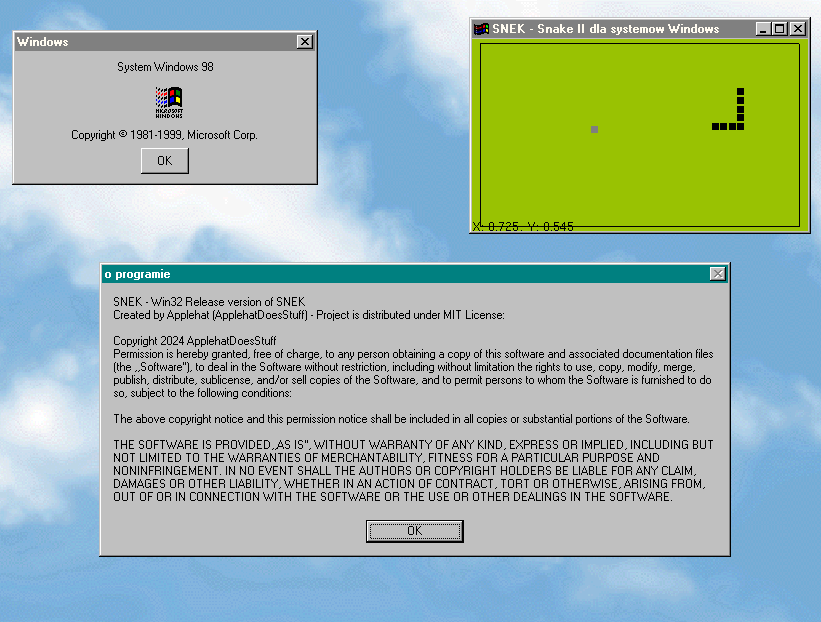 Windows
System Windows 98
MICROSOFT
WINDOWS
Copyright © 1981-1999, Microsoft Corp.
OK
SNEK - Snake II dla systemow Windows
X: 0.725, Y: 0.545
o programie
SNEK - Win32 Release version of SNEK
Created by Applehat (ApplehatDoesStuff) - Project is distributed under MIT License:
Copyright 2024 ApplehatDoesStuff
Permission is hereby granted, free of charge, to any person obtaining a copy of this software and associated documentation files
(the ,,Software"), to deal in the Software without restriction, including without limitation the rights to use, copy, modify, merge,
publish, distribute, sublicense, and/or sell copies of the Software, and to permit persons to whom the Software is furnished to do
so, subject to the following conditions:
The above copyright notice and this permission notice shall be included in all copies or substantial portions of the Software.
THE SOFTWARE IS PROVIDED,,AS IS", WITHOUT WARRANTY OF ANY KIND, EXPRESS OR IMPLIED, INCLUDING BUT
NOT LIMITED TO THE WARRANTIES OF MERCHANTABILITY, FITNESS FOR A PARTICULAR PURPOSE AND
NONINFRINGEMENT. IN NO EVENT SHALL THE AUTHORS OR COPYRIGHT HOLDERS BE LIABLE FOR ANY CLAIM,
DAMAGES OR OTHER LIABILITY, WHETHER IN AN ACTION OF CONTRACT, TORT OR OTHERWISE, ARISING FROM,
OUT OF OR IN CONNECTION WITH THE SOFTWARE OR THE USE OR OTHER DEALINGS IN THE SOFTWARE.
OK